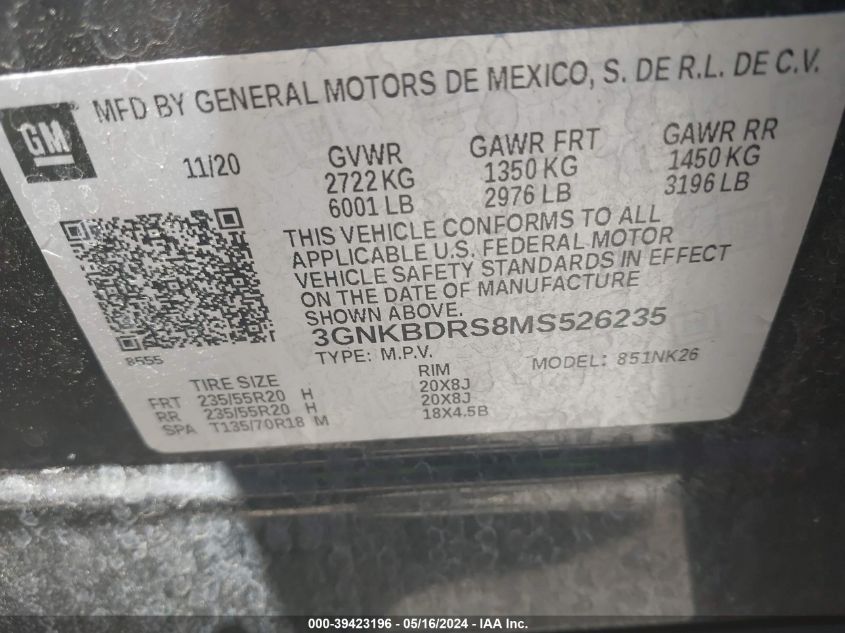 MFD BY GENERAL MOTORS DE MEXICO, S. DE R.L. DE C.V.
GM
11/20
GVWR
2722 KG
6001 LB
GAWR FRT
1350 KG
2976 LB
GAWR RR
1450 KG
3196 LB
THIS VEHICLE CONFORMS TO ALL
APPLICABLE U.S. FEDERAL MOTOR
VEHICLE SAFETY STANDARDS IN EFFECT
ON THE DATE OF MANUFACTURE
SHOWN ABOVE.
3GNKBDRS8MS526235
8555
TYPE: M.P.V.
MODEL: 851NK26
TIRE SIZE
RIM
FRT 235/55R20 H 20X8J
RR 235/55R20 H 20X8J
SPA T135/70R18 M 18X4.5B
000-39423196 - 05/16/2024 - IAA Inc.